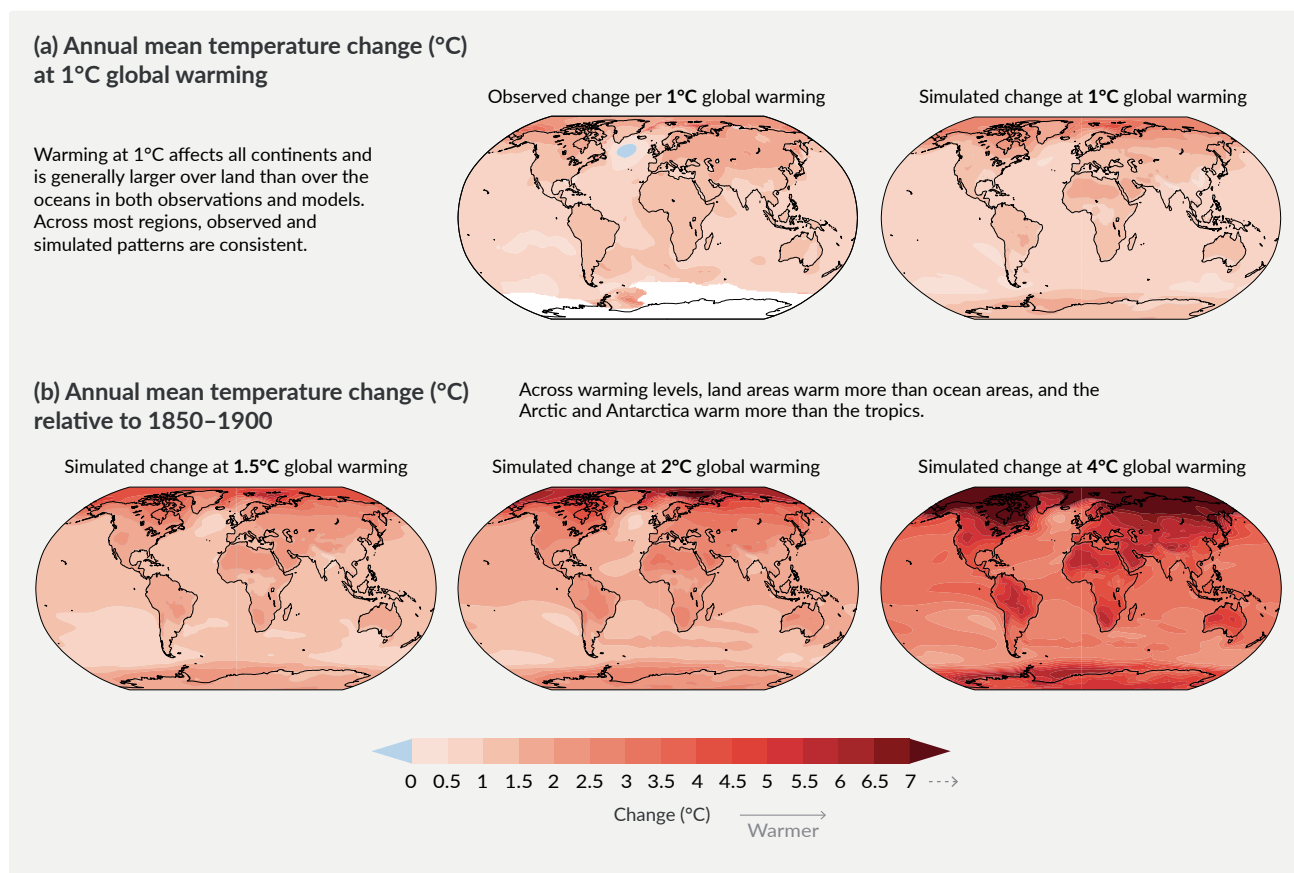 (a) Annual mean temperature change (°C)
at 1°C global warming
Warming at 1°C affects all continents and
is generally larger over land than over the
oceans in both observations and models.
Across most regions, observed and
simulated patterns are consistent.
Observed change per 1°C global warming
Simulated change at 1°C global warming
(b) Annual mean temperature change (°C)
relative to 1850–1900
Across warming levels, land areas warm more than ocean areas, and the
Arctic and Antarctica warm more than the tropics.
Simulated change at 1.5°C global warming
Simulated change at 2°C global warming
Simulated change at 4°C global warming
0 0.5 1 1.5 2 2.5 3 3.5 4 4.5 5 5.5 6 6.5 7
Change (°C)
Warmer